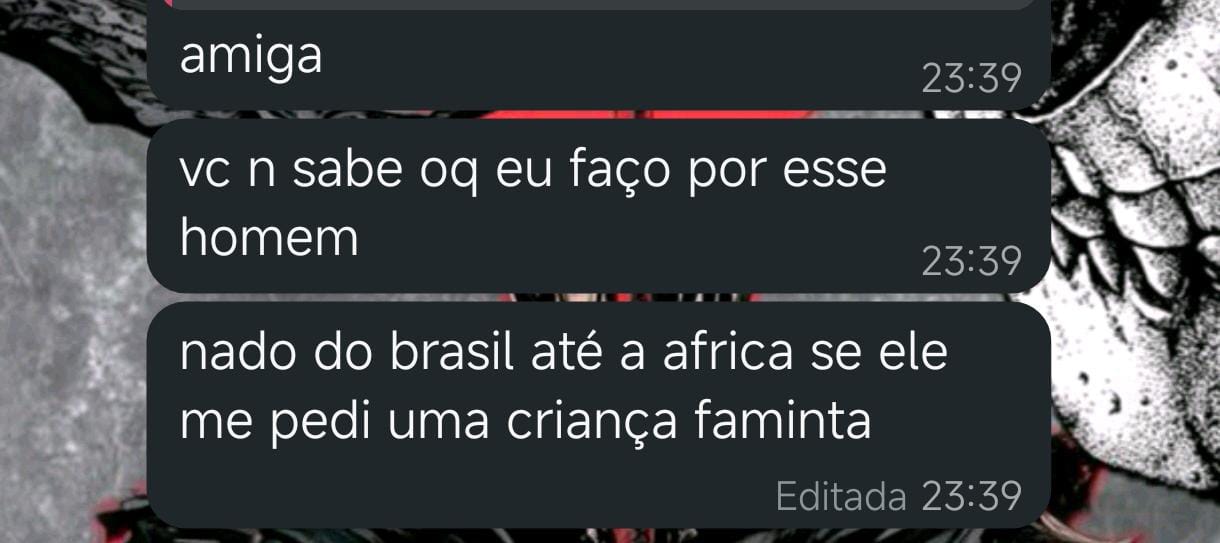 amiga
23:39
vc n sabe oq eu faço por esse
homem
23:39
nado do brasil até a africa se ele
me pedi uma criança faminta
Editada 23:39